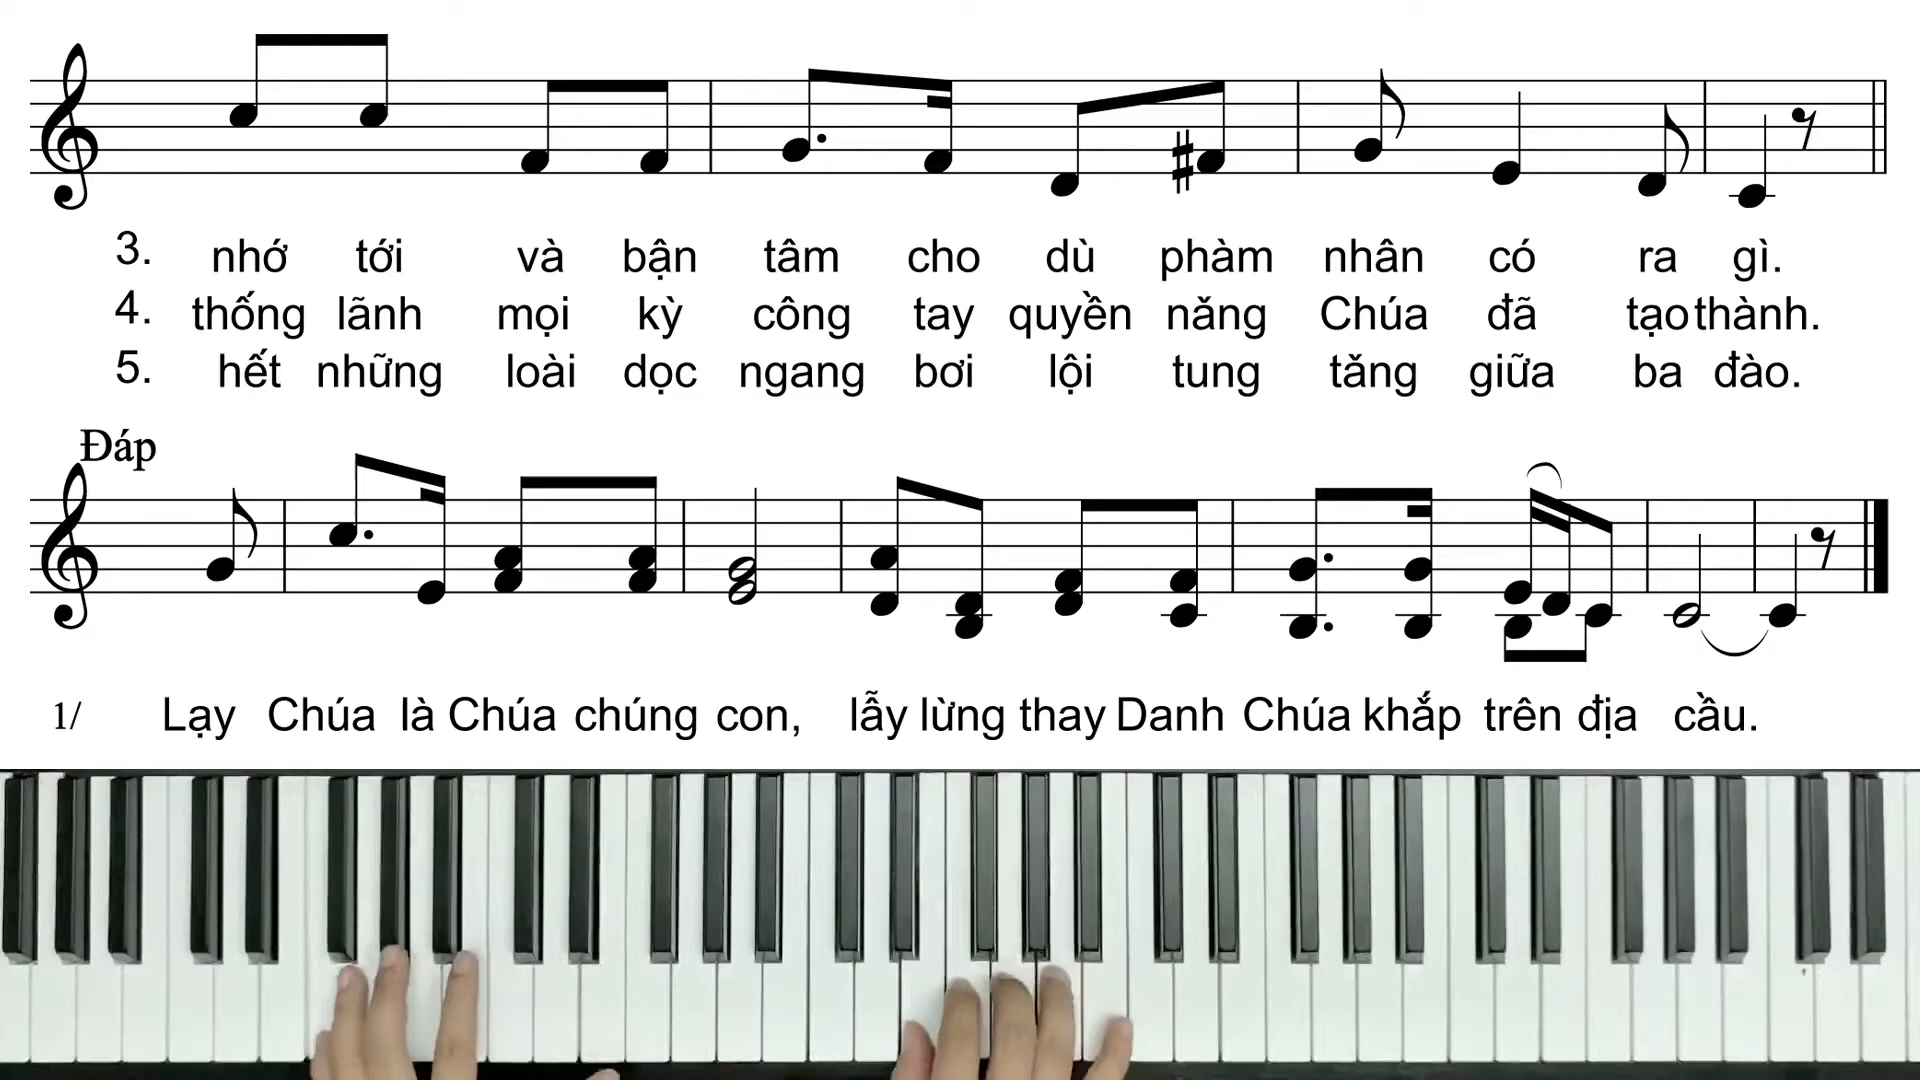 3. nhớ tới và bận tâm cho dù phàm nhân có ra gì.
4. thống lãnh mọi kỳ công tay quyền năng Chúa đã tạo thành.
5. hết những loài dọc ngang bơi lội tung tăng giữa ba đào.
Đáp
1/ Lạy Chúa là Chúa chúng con, lẫy lừng thay Danh Chúa khắp trên địa cầu.